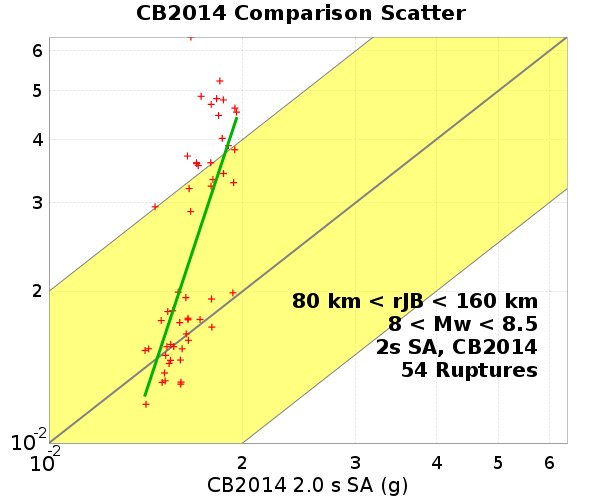 CB2014 Comparison Scatter
6
5
4
3
2
10-2
80 km < rJB < 160 km
8 < Mw < 8.5
2s SA, CB2014
54 Ruptures
10-2
2
3
4
5
6
CB2014 2.0 s SA (g)